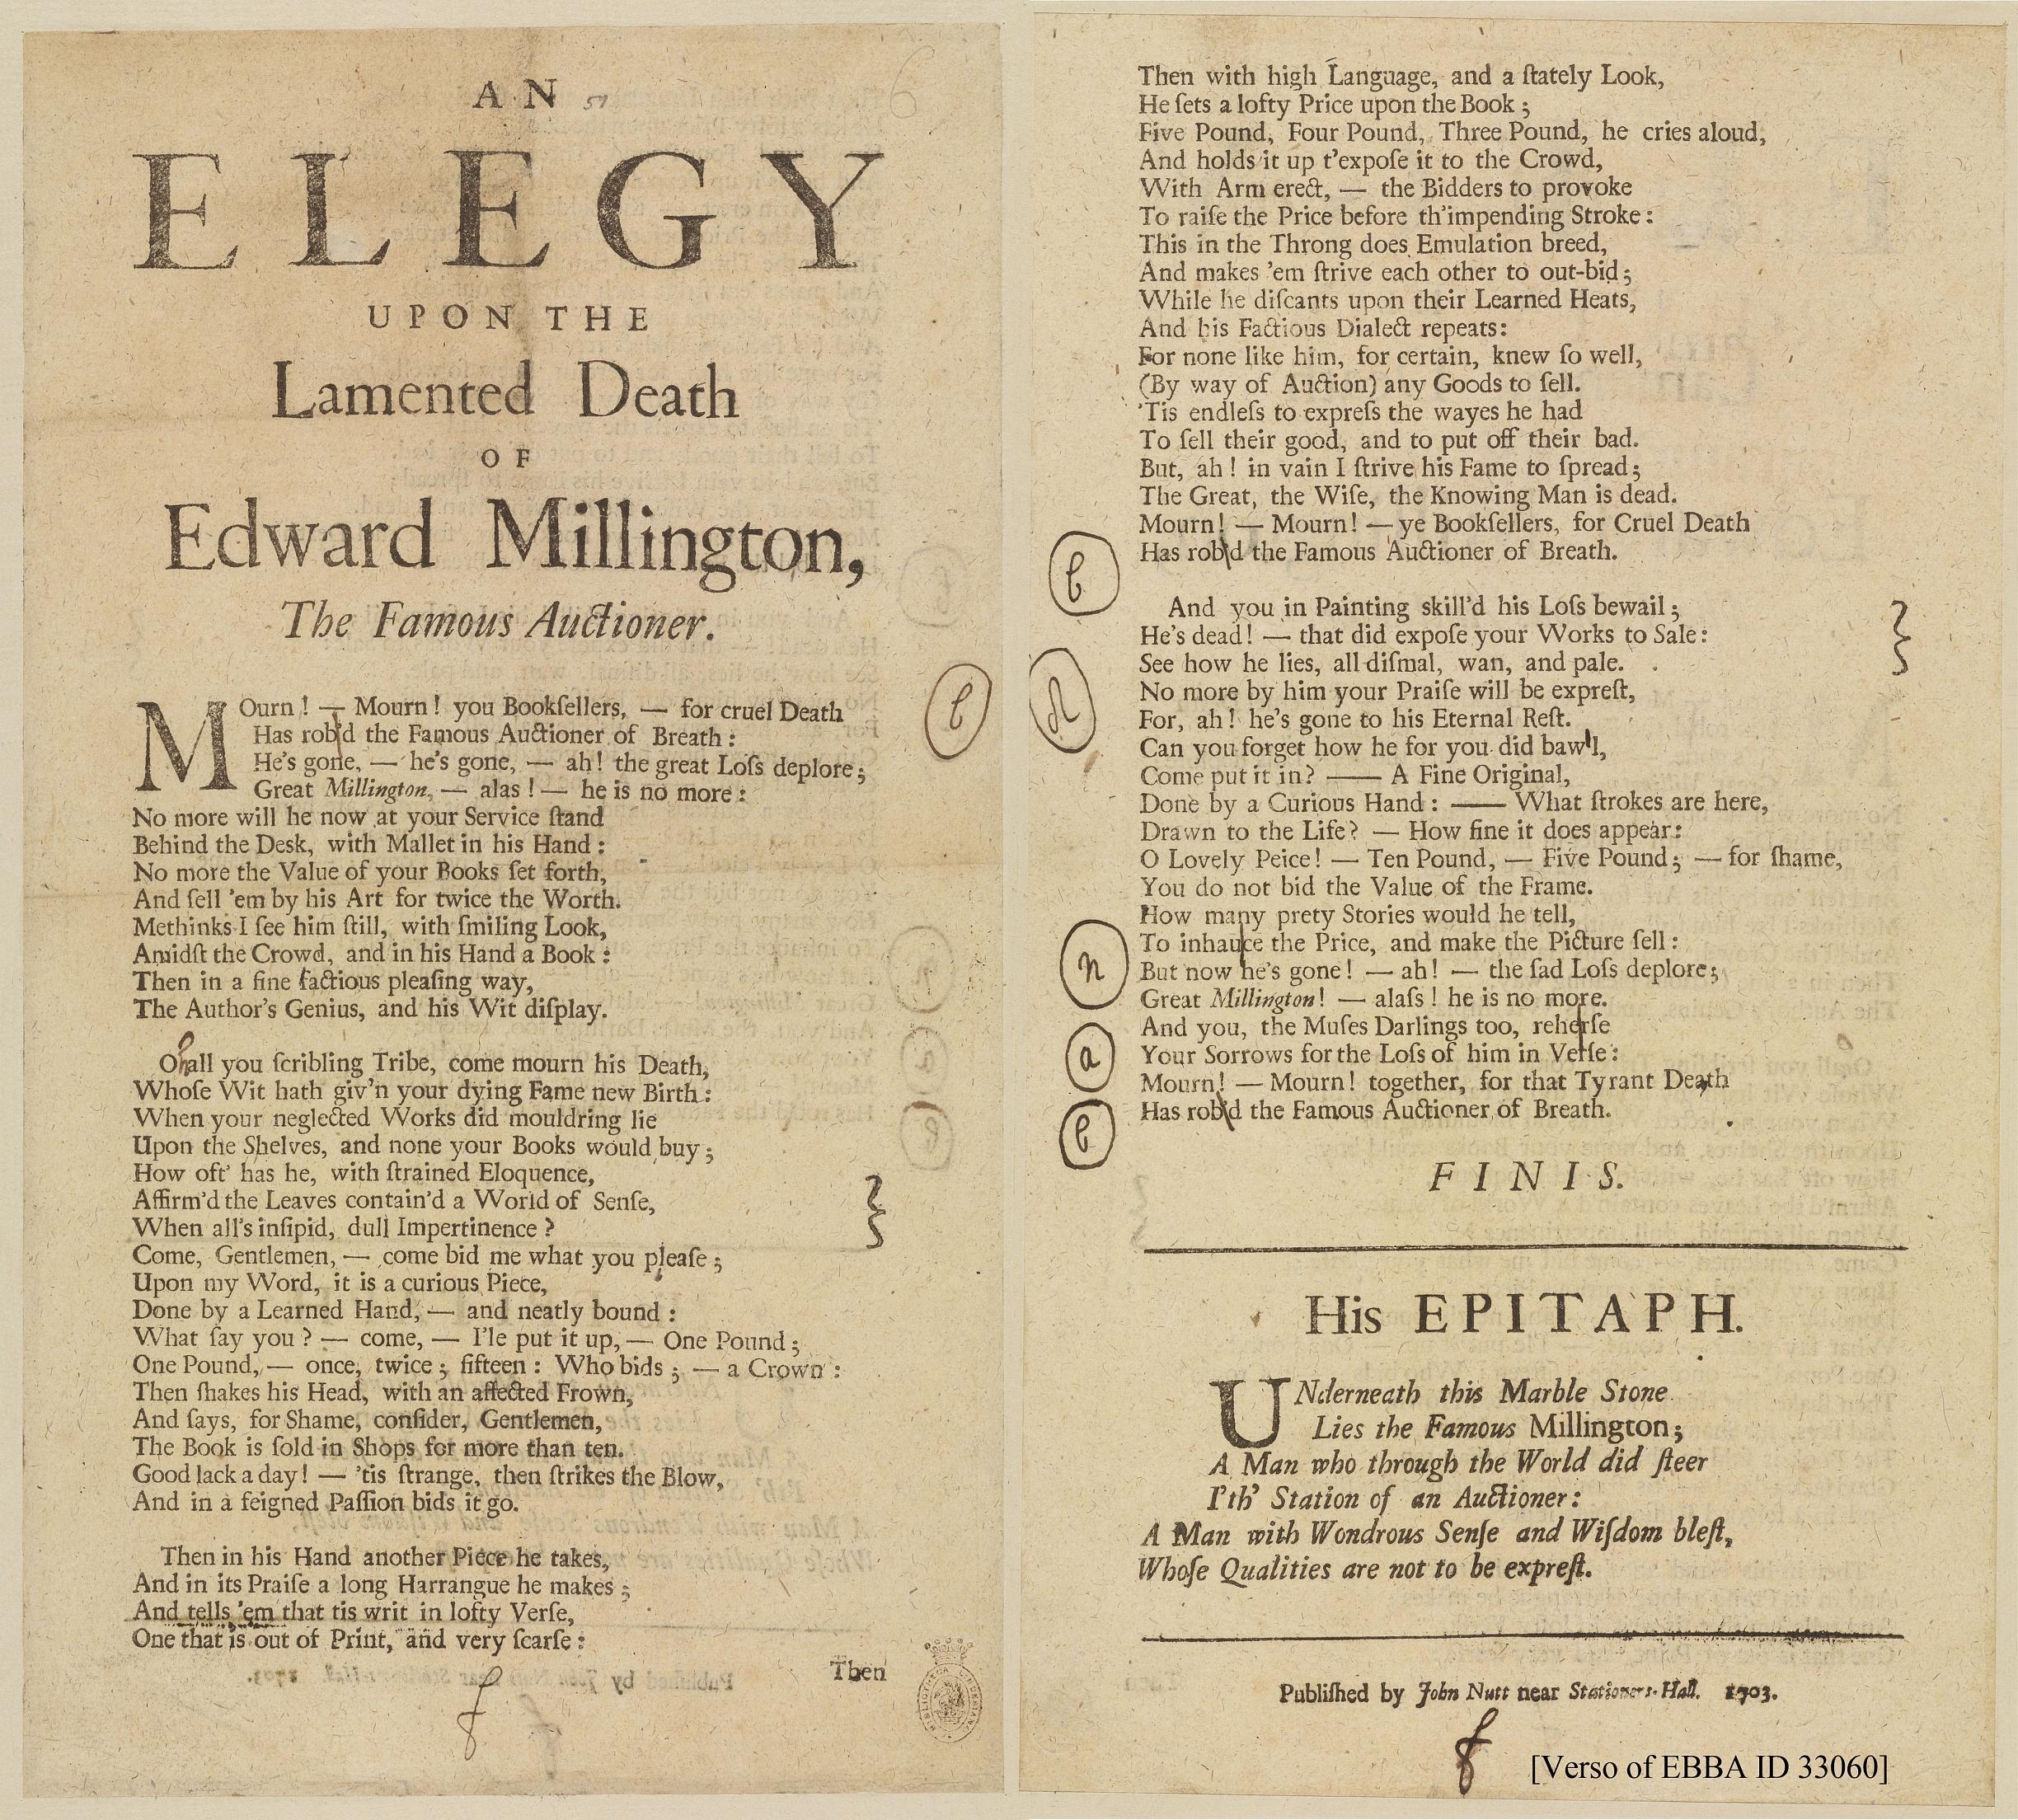 AN 57 6
ELEGY
UPON THE
Lamented Death
OF
Edward Millington,
The Famous Auctioner.
MOurn! — Mourn! you Bookſellers, — for cruel Death
Has rob'd the Famous Auctioner of Breath:
He's gone, — he's gone, — ah! the great Loſs deplore;
Great Millington, — alas! — he is no more:
No more will he now at your Service ſtand
Behind the Desk, with Mallet in his Hand:
No more the Value of your Books ſet forth,
And ſell 'em by his Art for twice the Worth.
Methinks I ſee him ſtill, with ſmiling Look,
Amidſt the Crowd, and in his Hand a Book:
Then in a fine factious pleaſing way,
The Author's Genius, and his Wit diſplay.
Oh all you ſcribling Tribe, come mourn his Death,
Whoſe Wit hath giv'n your dying Fame new Birth:
When your neglected Works did mouldring lie
Upon the Shelves, and none your Books would buy;
How oft' has he, with ſtrained Eloquence,
Affirm'd the Leaves contain'd a World of Senſe,
When all's inſipid, dull Impertinence?
Come, Gentlemen, — come bid me what you pleaſe;
Upon my Word, it is a curious Piece,
Done by a Learned Hand, — and neatly bound:
What ſay you? — come, — I'le put it up, — One Pound;
One Pound, — once, twice; fifteen: Who bids; — a Crown:
Then ſhakes his Head, with an affected Frown,
And ſays, for Shame, conſider, Gentlemen,
The Book is ſold in Shops for more than ten.
Good lack a day! — 'tis ſtrange, then ſtrikes the Blow,
And in a feigned Paſſion bids it go.
Then in his Hand another Piece he takes,
And in its Praiſe a long Harrangue he makes;
And tells 'em that tis writ in lofty Verſe,
One that is out of Print, and very ſcarſe:
Then
Then with high Language, and a ſtately Look,
He ſets a lofty Price upon the Book;
Five Pound, Four Pound, Three Pound, he cries aloud,
And holds it up t'expoſe it to the Crowd,
With Arm erect, — the Bidders to provoke
To raiſe the Price before th'impending Stroke:
This in the Throng does Emulation breed,
And makes 'em ſtrive each other to out-bid;
While he diſcants upon their Learned Heats,
And his Factious Dialect repeats:
For none like him, for certain, knew ſo well,
(By way of Auction) any Goods to ſell.
'Tis endleſs to expreſs the wayes he had
To ſell their good, and to put off their bad.
But, ah! in vain I ſtrive his Fame to ſpread;
The Great, the Wiſe, the Knowing Man is dead.
Mourn! — Mourn! — ye Bookſellers, for Cruel Death
Has rob'd the Famous Auctioner of Breath.
And you in Painting skill'd his Loſs bewail;
He's dead! — that did expoſe your Works to Sale:
See how he lies, all diſmal, wan, and pale.
No more by him your Praiſe will be expreſt,
For, ah! he's gone to his Eternal Reſt.
Can you forget how he for you did baw'l,
Come put it in? — A Fine Original,
Done by a Curious Hand: — What ſtrokes are here,
Drawn to the Life? — How fine it does appear:
O Lovely Peice! — Ten Pound, — Five Pound; — for ſhame,
You do not bid the Value of the Frame.
How many prety Stories would he tell,
To inhauce the Price, and make the Picture ſell:
But now he's gone! — ah! — the ſad Loſs deplore;
Great Millington! — alaſs! he is no more.
And you, the Muſes Darlings too, reherſe
Your Sorrows for the Loſs of him in Verſe:
Mourn! — Mourn! together, for that Tyrant Death
Has rob'd the Famous Auctioner of Breath.
FINIS.
His EPITAPH.
UNderneath this Marble Stone
Lies the Famous Millington;
A Man who through the World did ſteer
I'th' Station of an Auctioner:
A Man with Wondrous Senſe and Wiſdom bleſt,
Whoſe Qualities are not to be expreſt.
Publiſhed by John Nutt near Stationers-Hall. 1703.
[Verso of EBBA ID 33060]